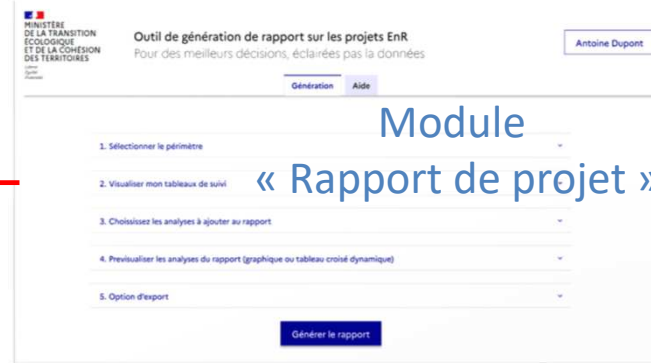 MINISTÈRE
DE LA TRANSITION
ÉCOLOGIQUE
ET DE LA COHÉSION
DES TERRITOIRES
Liberté
Égalité
Fraternité
Outil de génération de rapport sur les projets EnR
Pour des meilleurs décisions, éclairées pas la données
Antoine Dupont
Génération Aide
Module
« Rapport de projet »
1. Sélectionner le périmètre
2. Visualiser mon tableaux de suivi
3. Choississez les analyses à ajouter au rapport
4. Previsualiser les analyses du rapport (graphique ou tableau croisé dynamique)
5. Option d'export
Générer le rapport